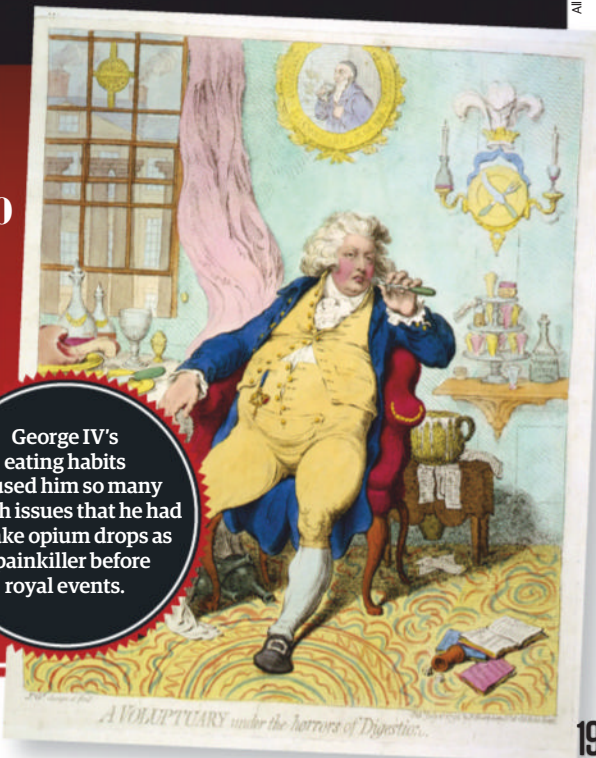 All
George IV's
eating habits
used him so many
h issues that he had
ake opium drops as
painkiller before
royal events.
A VOLUPTUARY under the horrors of Digestion.
19